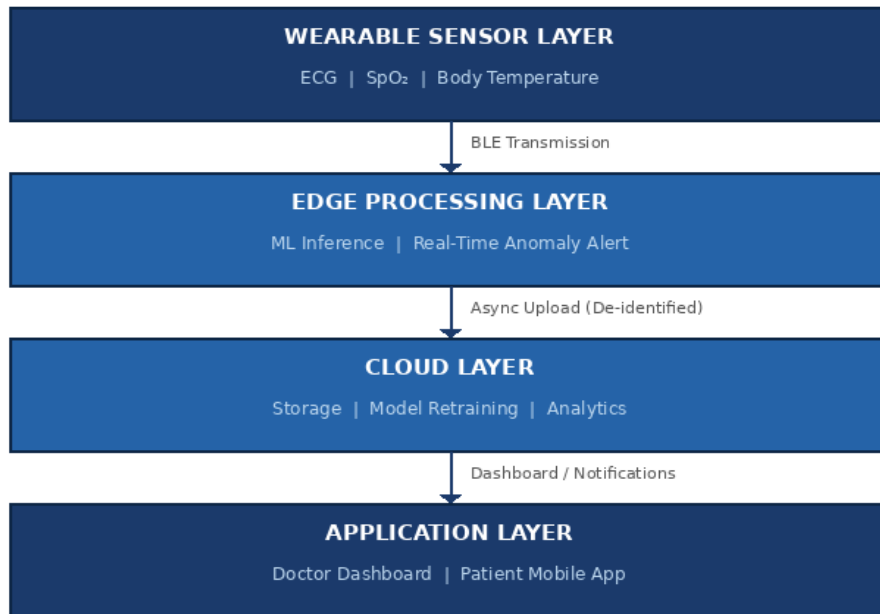 WEARABLE SENSOR LAYER
ECG | SpO₂ | Body Temperature
BLE Transmission
EDGE PROCESSING LAYER
ML Inference | Real-Time Anomaly Alert
Async Upload (De-identified)
CLOUD LAYER
Storage | Model Retraining | Analytics
Dashboard / Notifications
APPLICATION LAYER
Doctor Dashboard | Patient Mobile App